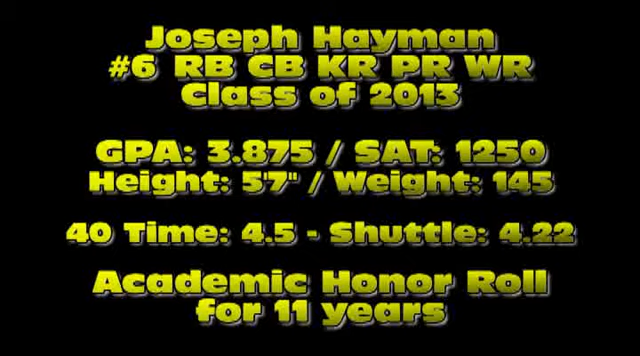 Joseph Hayman
#6 RB CB KR PR WR
Class of 2013
GPA: 3.875 / SAT: 1250
Height: 5'7" / Weight: 145
40 Time: 4.5 - Shuttle: 4.22
Academic Honor Roll
for 11 years